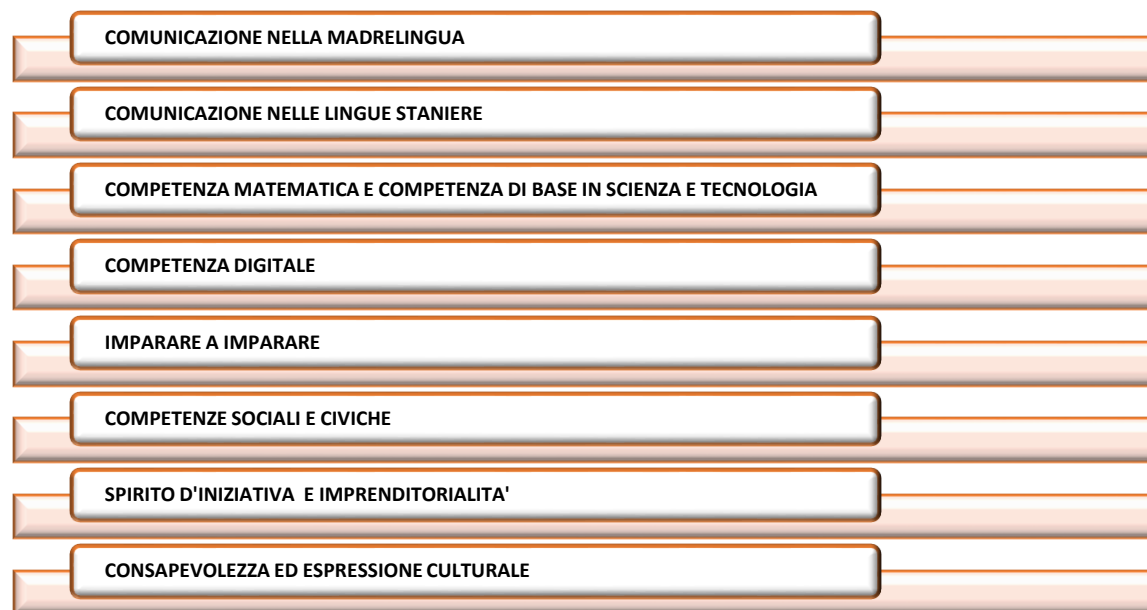 COMUNICAZIONE NELLA MADRELINGUA
COMUNICAZIONE NELLE LINGUE STANIERE
COMPETENZA MATEMATICA E COMPETENZA DI BASE IN SCIENZA E TECNOLOGIA
COMPETENZA DIGITALE
IMPARARE A IMPARARE
COMPETENZE SOCIALI E CIVICHE
SPIRITO D'INIZIATIVA  E IMPRENDITORIALITA'
CONSAPEVOLEZZA ED ESPRESSIONE CULTURALE